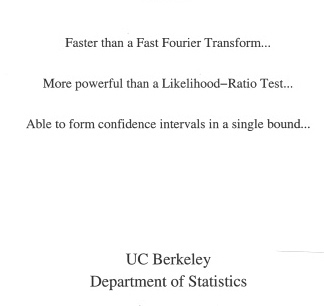 Faster than a Fast Fourier Transform...
More powerful than a Likelihood−Ratio Test...
Able to form confidence intervals in a single bound...
UC Berkeley
Department of Statistics